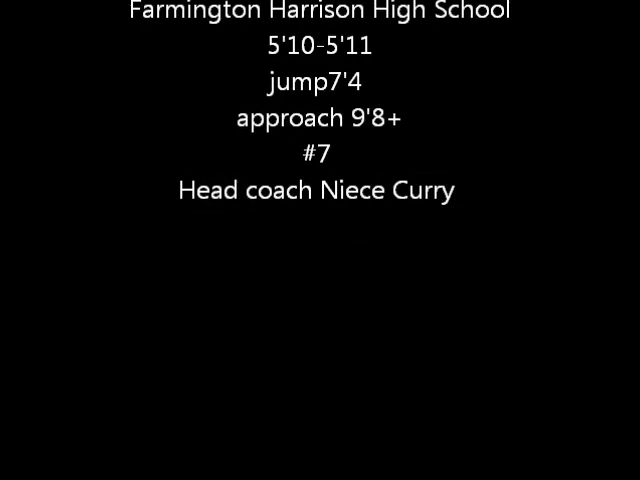 Farmington Harrison High School
5'10-5'11
jump7'4
approach 9'8+
#7
Head coach Niece Curry